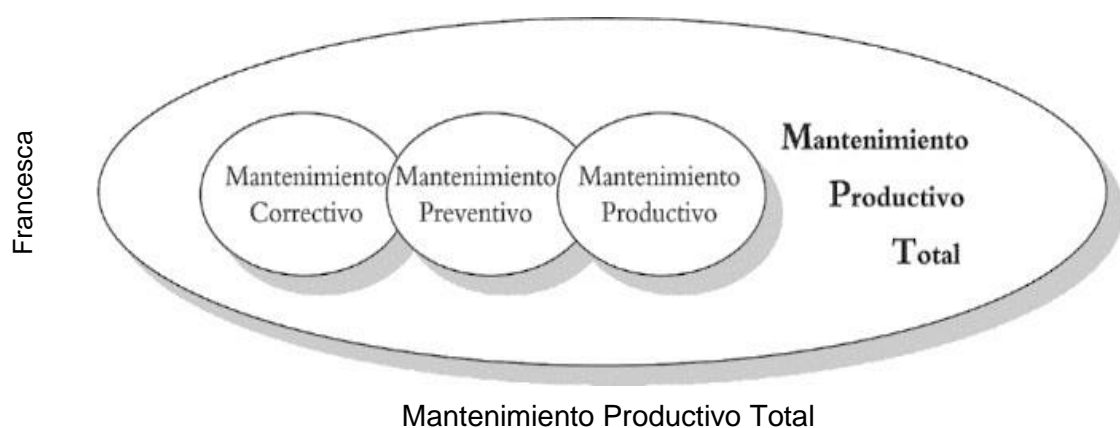 Francesca
Mantenimiento
Correctivo
Mantenimiento
Preventivo
Mantenimiento
Productivo
Mantenimiento
Productivo
Total
Mantenimiento Productivo Total